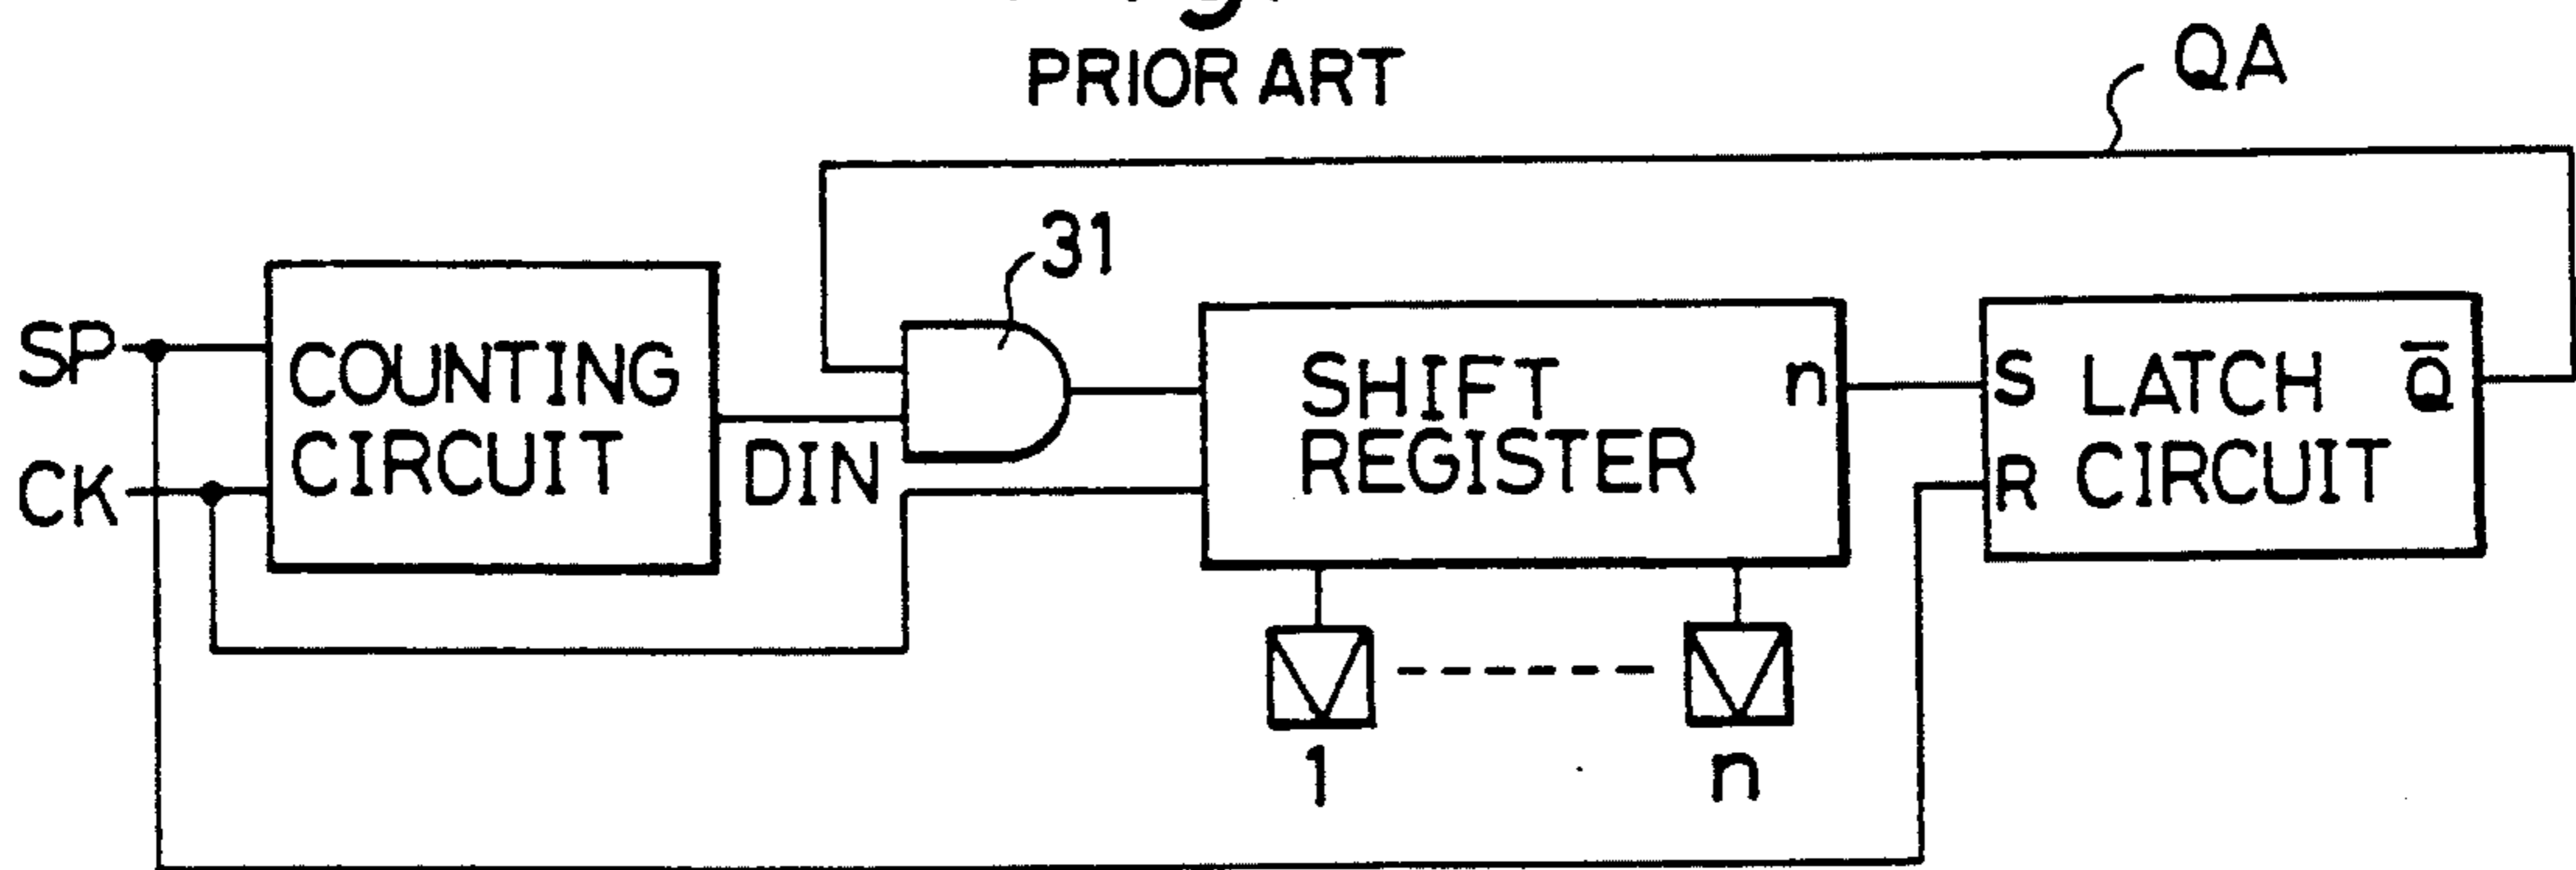 PRIOR ART
QA
31
SP
CK
COUNTING
CIRCUIT
DIN
SHIFT
REGISTER
n
S
R
LATCH
CIRCUIT
Q̅
1
n